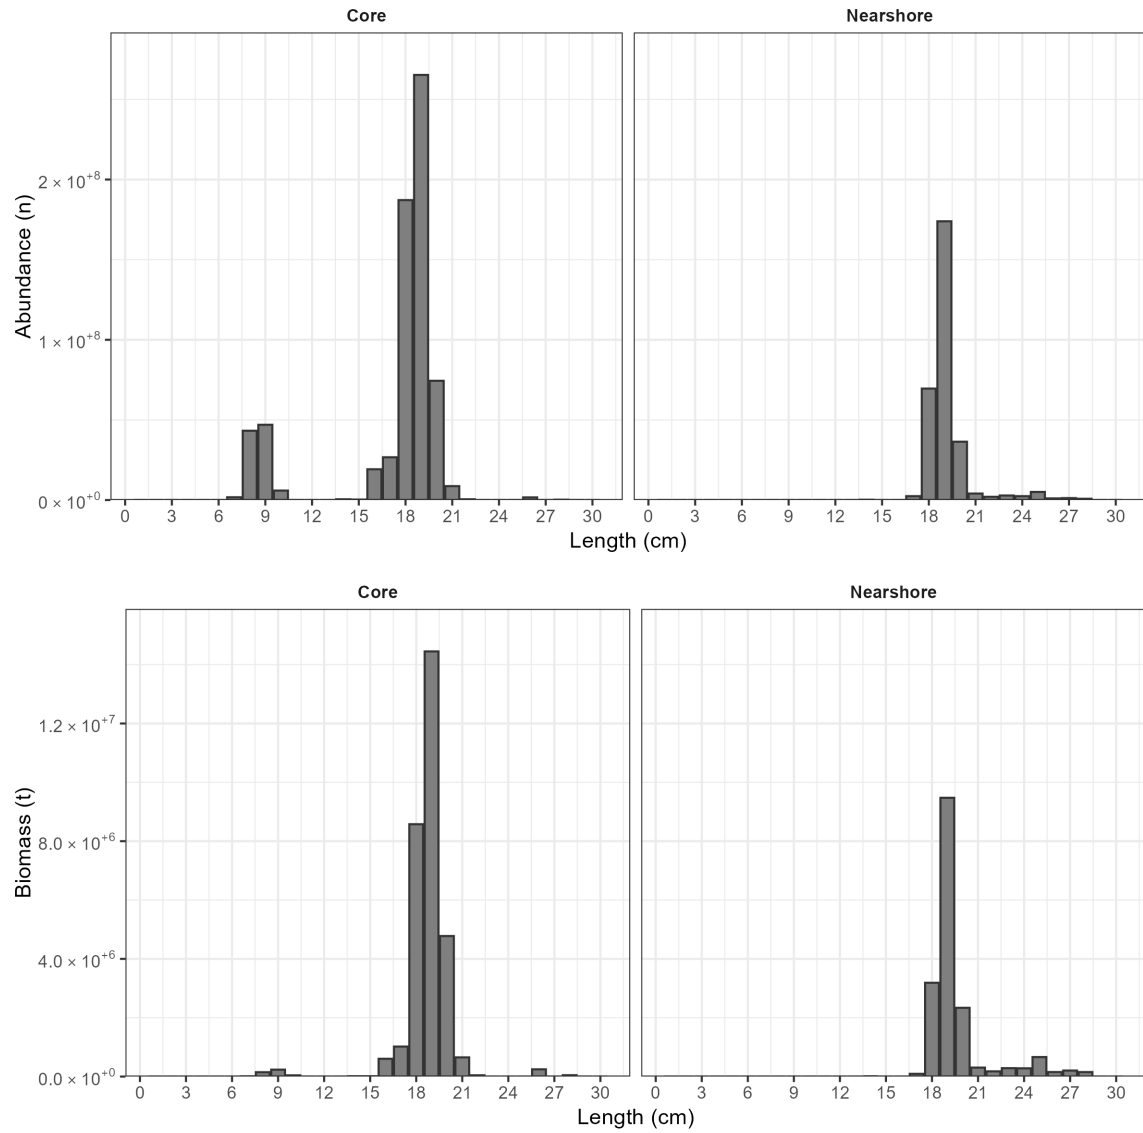 Core Nearshore
Abundance (n)
2 × 10⁺⁸
1 × 10⁺⁸
0 × 10⁺⁰
0 3 6 9 12 15 18 21 24 27 30 0 3 6 9 12 15 18 21 24 27 30
Length (cm)
Core Nearshore
Biomass (t)
1.2 × 10⁺⁷
8.0 × 10⁺⁶
4.0 × 10⁺⁶
0.0 × 10⁺⁰
0 3 6 9 12 15 18 21 24 27 30 0 3 6 9 12 15 18 21 24 27 30
Length (cm)